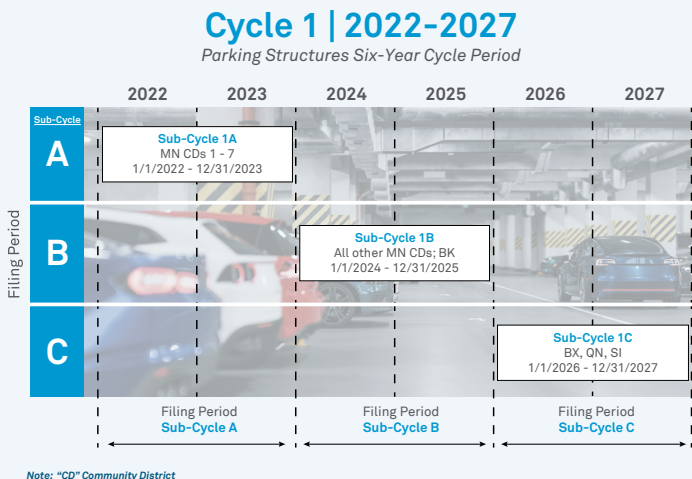 Cycle 1 | 2022-2027
Parking Structures Six-Year Cycle Period
2022 2023 2024 2025 2026 2027
Sub-Cycle
A
Sub-Cycle 1A
MN CDs 1 - 7
1/1/2022 - 12/31/2023
Filing Period
B
Sub-Cycle 1B
All other MN CDs; BK
1/1/2024 - 12/31/2025
C
Sub-Cycle 1C
BX, QN, SI
1/1/2026 - 12/31/2027
Filing Period
Sub-Cycle A
Filing Period
Sub-Cycle B
Filing Period
Sub-Cycle C
Note: “CD” Community District